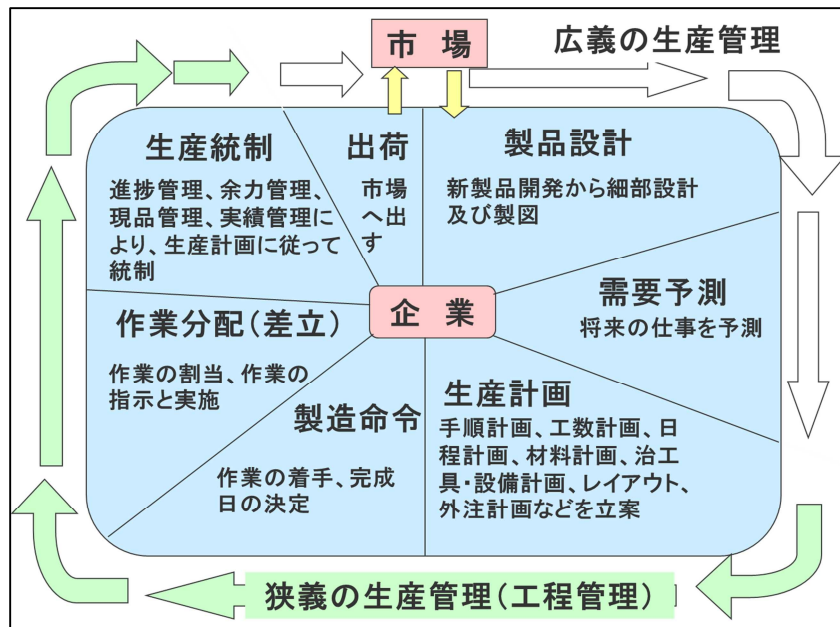 市 場
広義の生産管理
生産統制
進捗管理、余力管理、
現品管理、実績管理に
より、生産計画に従って
統制
出荷
市場
へ出
す
製品設計
新製品開発から細部設計
及び製図
需要予測
将来の仕事を予測
企 業
作業分配(差立)
作業の割当、作業の
指示と実施
製造命令
作業の着手、完成
日の決定
生産計画
手順計画、工数計画、日
程計画、材料計画、治工
具・設備計画、レイアウト、
外注計画などを立案
狭義の生産管理(工程管理)